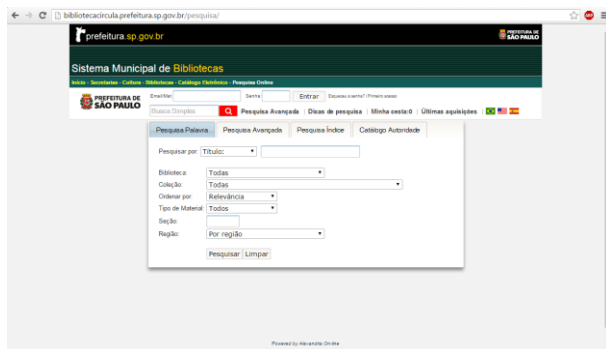 bibliotecacircula.prefeitura.sp.gov.br/pesquisa/
prefeitura.sp.gov.br
PREFEITURA DE
SÃO PAULO
Sistema Municipal de Bibliotecas
Início - Secretarias - Cultura - Bibliotecas - Catálogo Eletrônico - Pesquisa Online
PREFEITURA DE
SÃO PAULO
Email/Mat: Senha: Entrar Esqueceu a senha? / Primeiro acesso
Busca Simples Pesquisa Avançada | Dicas de pesquisa | Minha cesta:0 | Últimas aquisições
Pesquisa Palavra Pesquisa Avançada Pesquisa Índice Catálogo Autoridade
Pesquisar por: Título:
Biblioteca: Todas
Coleção: Todas
Ordenar por: Relevância
Tipo de Material: Todos
Seção:
Região: Por região
Pesquisar Limpar
Powered by Alexandria On-line